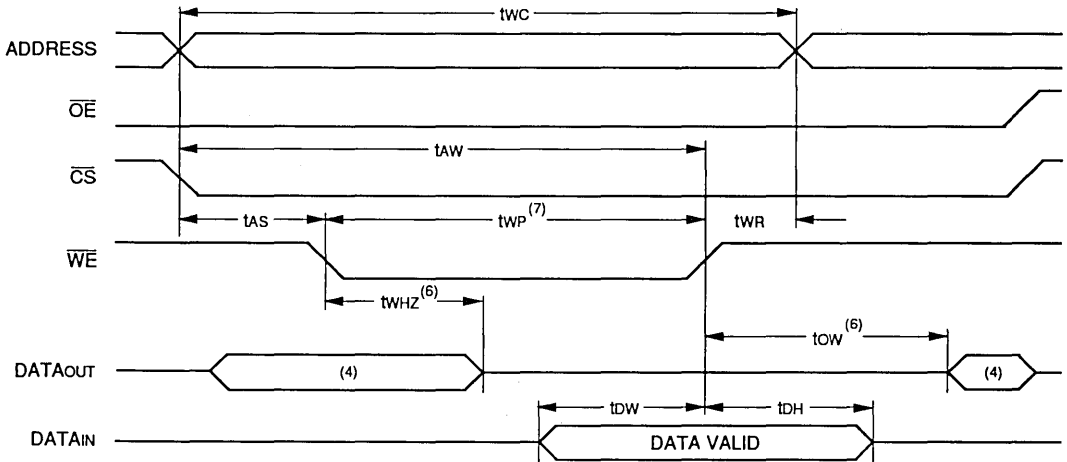 tWC
ADDRESS
OE
tAW
CS
tAS
tWP(7)
tWR
WE
tWHZ(6)
tOW(6)
DATAOUT
(4)
(4)
tDW
tDH
DATAIN
DATA VALID